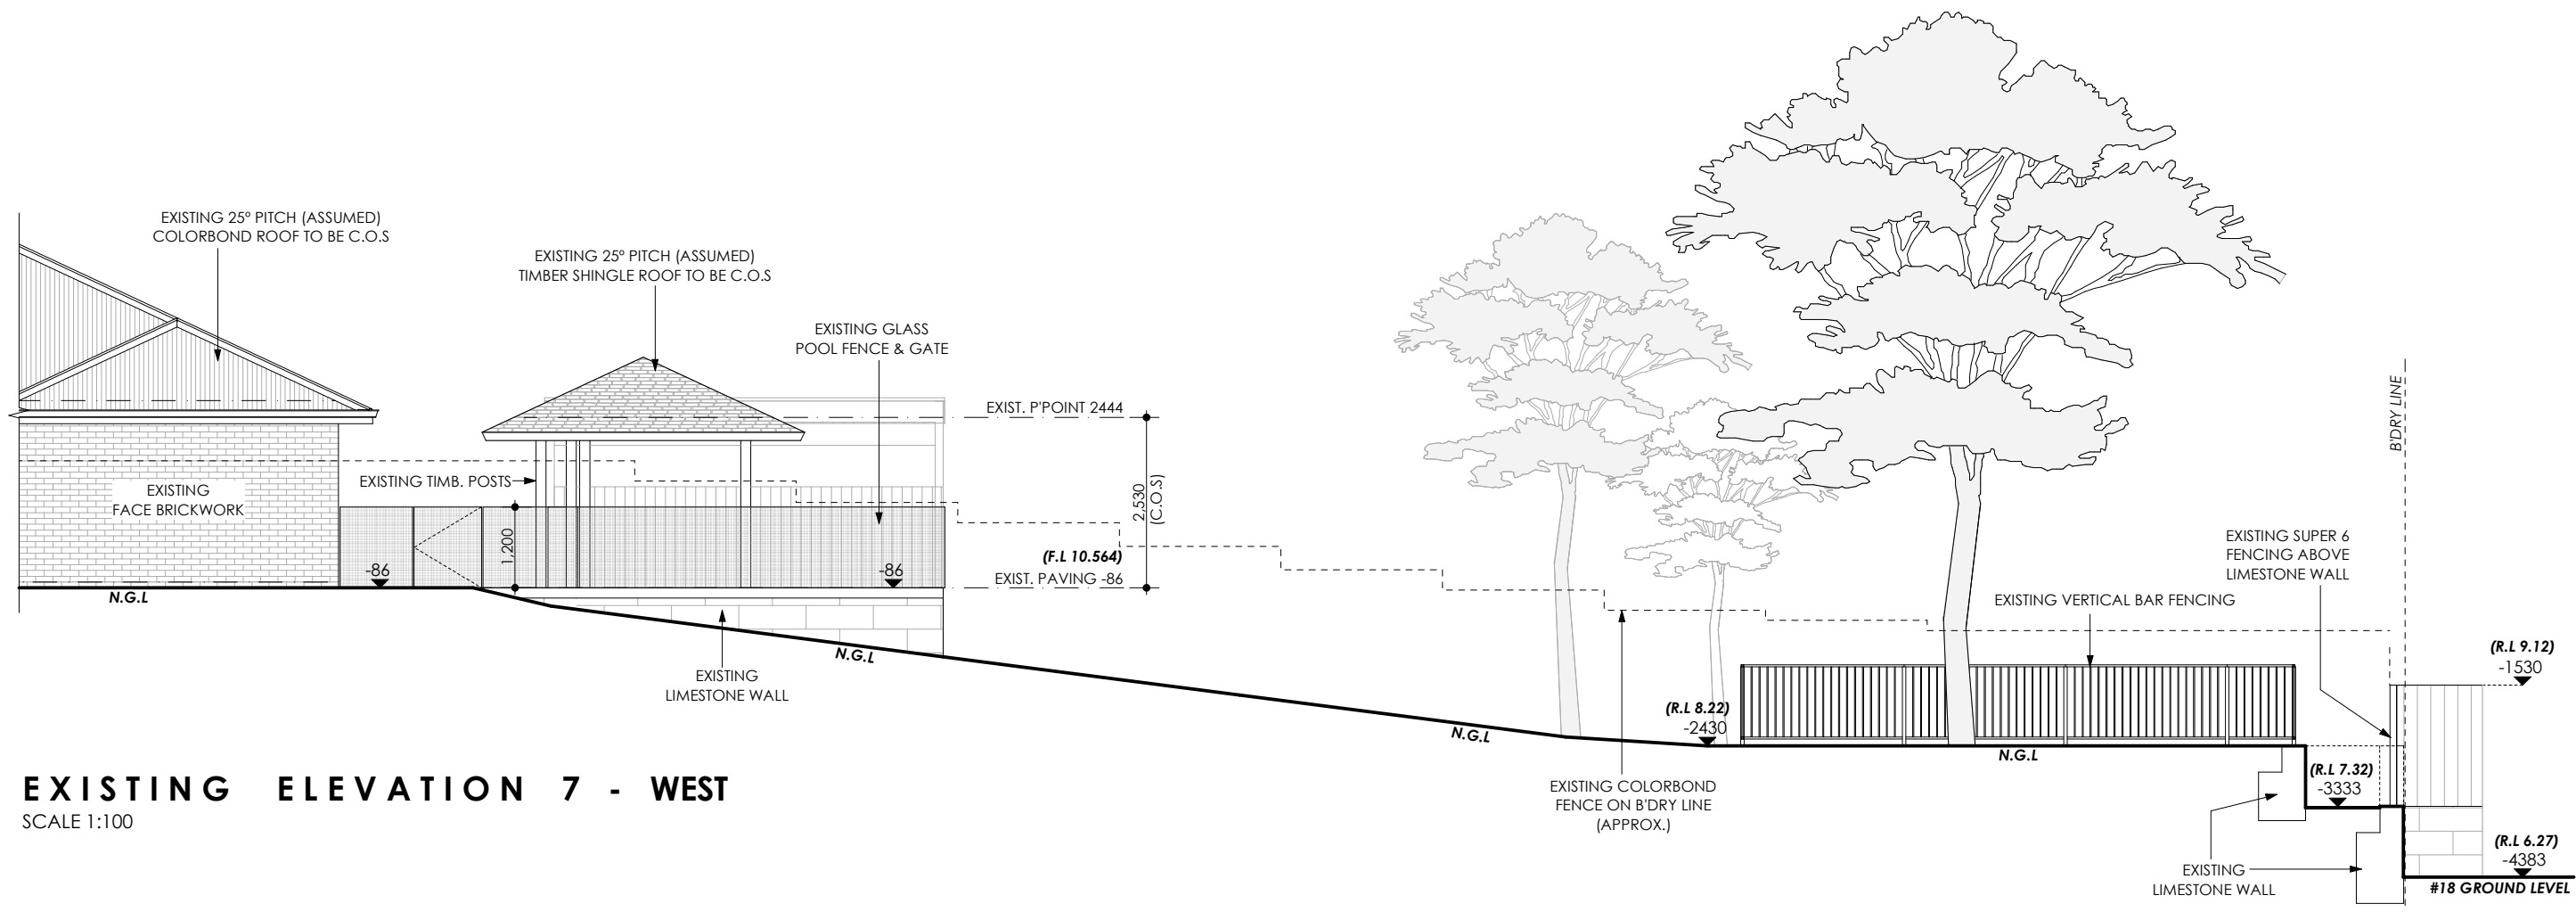 EXISTING 25° PITCH (ASSUMED)
COLORBOND ROOF TO BE C.O.S
EXISTING 25° PITCH (ASSUMED)
TIMBER SHINGLE ROOF TO BE C.O.S
EXISTING GLASS
POOL FENCE & GATE
EXIST. P'POINT 2444
B'DRY LINE
EXISTING TIMB. POSTS
EXISTING
FACE BRICKWORK
2,530
(C.O.S)
1,200
(F.L 10.564)
-86
-86
EXIST. PAVING -86
N.G.L
EXISTING SUPER 6
FENCING ABOVE
LIMESTONE WALL
EXISTING VERTICAL BAR FENCING
N.G.L
EXISTING
LIMESTONE WALL
(R.L 9.12)
-1530
(R.L 8.22)
-2430
N.G.L
N.G.L
(R.L 7.32)
-3333
EXISTING COLORBOND
FENCE ON B'DRY LINE
(APPROX.)
EXISTING ELEVATION 7 - WEST
SCALE 1:100
(R.L 6.27)
-4383
EXISTING
LIMESTONE WALL
#18 GROUND LEVEL